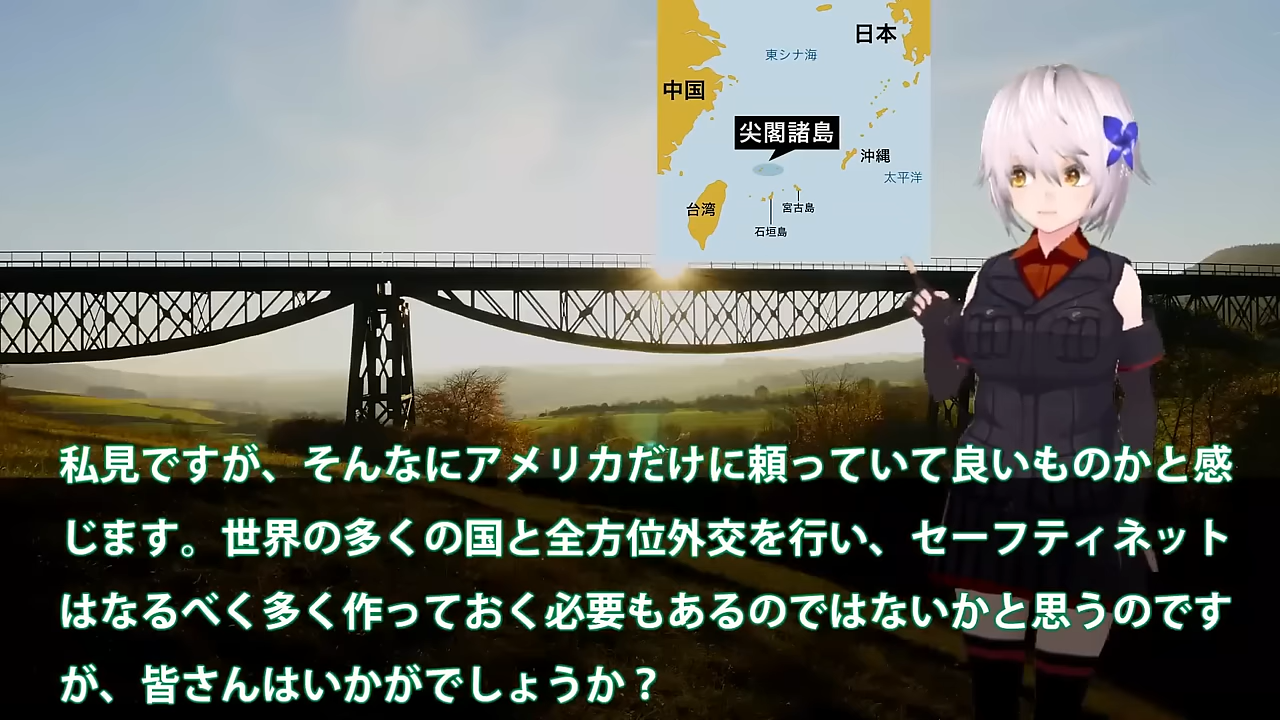 日本
東シナ海
中国
尖閣諸島
沖縄
太平洋
台湾
宮古島
石垣島
私見ですが、そんなにアメリカだけに頼っていて良いものかと感
じます。世界の多くの国と全方位外交を行い、セーフティネット
はなるべく多く作っておく必要もあるのではないかと思うのです
が、皆さんはいかがでしょうか？